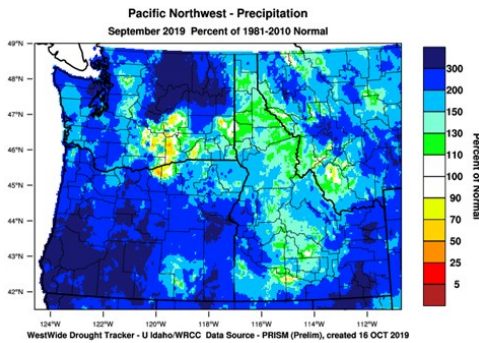 Pacific Northwest - Precipitation
September 2019 Percent of 1981-2010 Normal
49°N
48°N
47°N
46°N
45°N
44°N
43°N
42°N
124°W
122°W
120°W
118°W
116°W
114°W
112°W
300
200
150
130
110
100
90
70
50
25
5
Percent of Normal
WestWide Drought Tracker - U Idaho/WRCC Data Source - PRISM (Prelim), created 16 OCT 2019